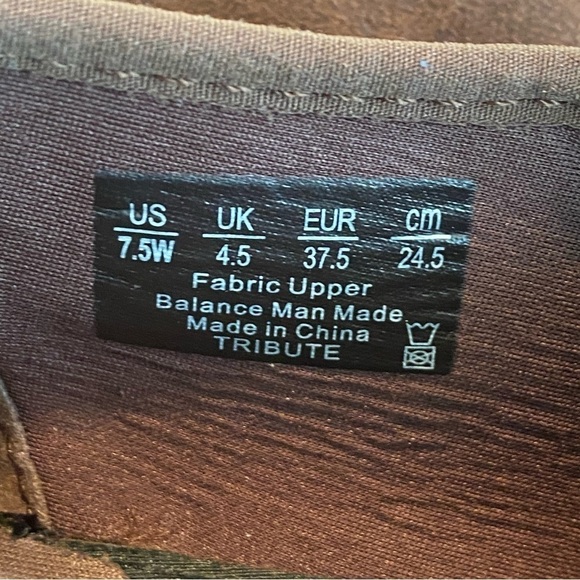 US UK EUR cm
7.5W 4.5 37.5 24.5
Fabric Upper
Balance Man Made
Made in China
TRIBUTE